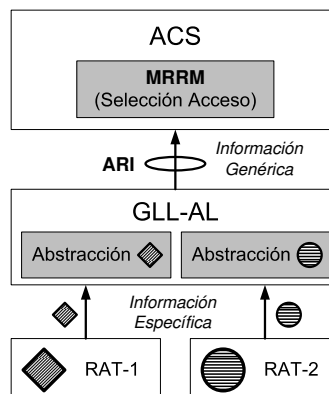 ACS
MRRM
(Selección Acceso)
ARI
Información
Genérica
GLL-AL
Abstracción
Abstracción
Información
Específica
RAT-1
RAT-2